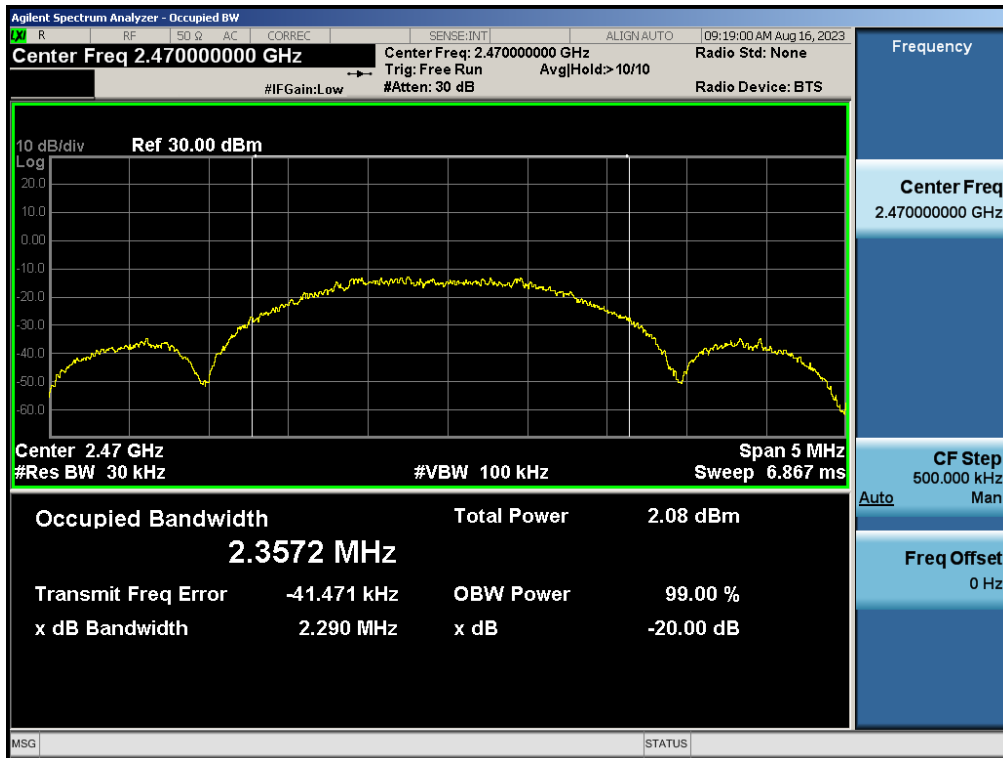 Agilent Spectrum Analyzer - Occupied BW
LXI R RF 50 Ω AC CORREC SENSE:INT ALIGN AUTO 09:19:00 AM Aug 16, 2023
Center Freq 2.470000000 GHz
Center Freq: 2.470000000 GHz Radio Std: None
Trig: Free Run Avg|Hold:>10/10
#IFGain:Low #Atten: 30 dB Radio Device: BTS
10 dB/div Ref 30.00 dBm
Log
20.0
10.0
0.00
-10.0
-20.0
-30.0
-40.0
-50.0
-60.0
Center 2.47 GHz Span 5 MHz
#Res BW 30 kHz #VBW 100 kHz Sweep 6.867 ms
Occupied Bandwidth Total Power 2.08 dBm
2.3572 MHz
Transmit Freq Error -41.471 kHz OBW Power 99.00 %
x dB Bandwidth 2.290 MHz x dB -20.00 dB
Frequency
Center Freq
2.470000000 GHz
CF Step
500.000 kHz
Auto Man
Freq Offset
0 Hz
MSG STATUS